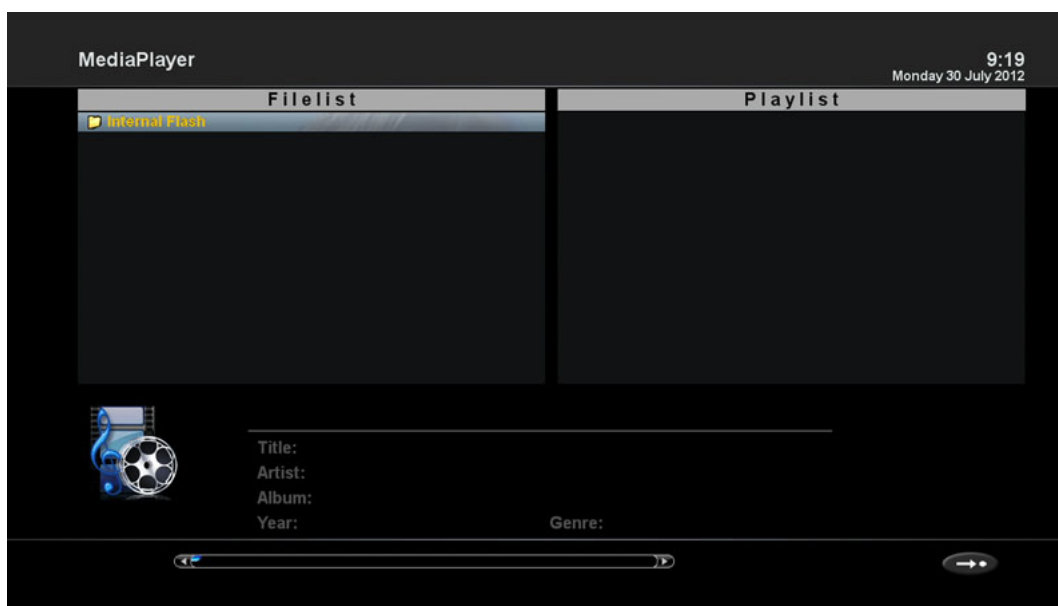 MediaPlayer
9:19
Monday 30 July 2012
Filelist
Playlist
Internal Flash
Title:
Artist:
Album:
Year:
Genre: